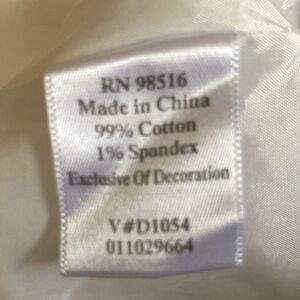 RN 98516
Made in China
99% Cotton
1% Spandex
Exclusive Of Decoration
V#D1054
011029664